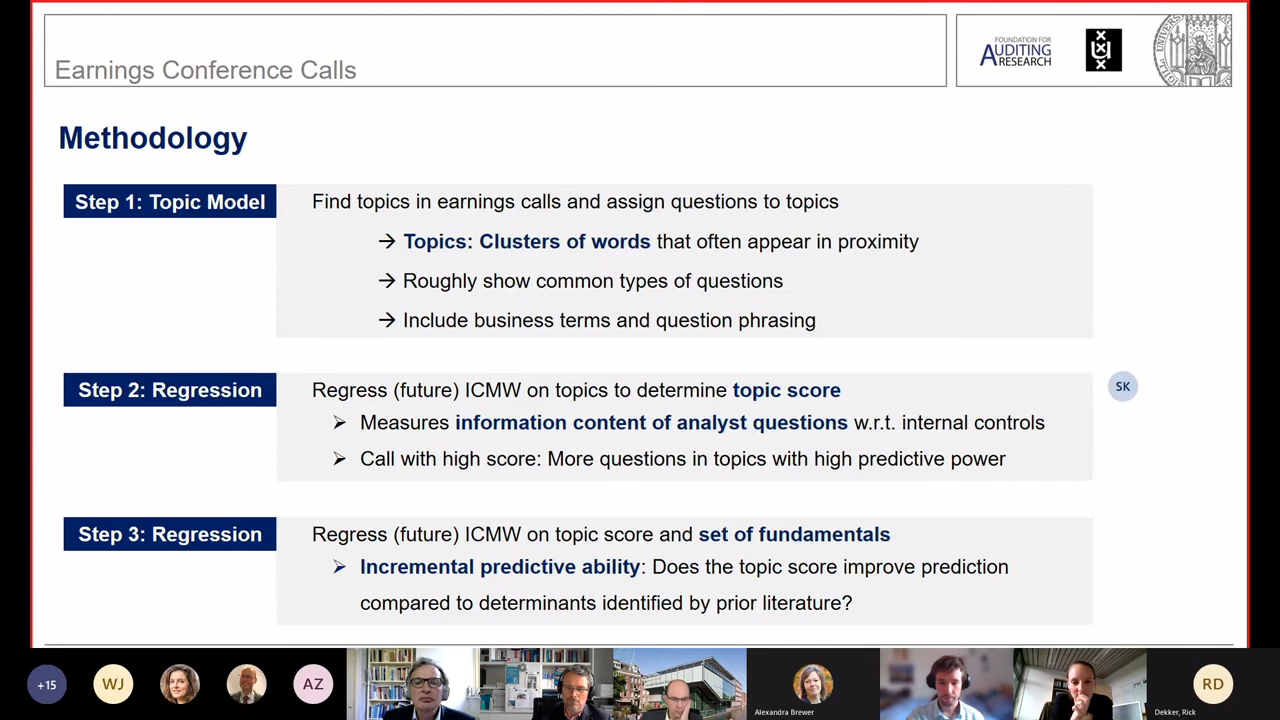 Earnings Conference Calls
FOUNDATION FOR
AUDITING
RESEARCH
Methodology
Step 1: Topic Model
Find topics in earnings calls and assign questions to topics
→ Topics: Clusters of words that often appear in proximity
→ Roughly show common types of questions
→ Include business terms and question phrasing
Step 2: Regression
Regress (future) ICMW on topics to determine topic score
➢ Measures information content of analyst questions w.r.t. internal controls
➢ Call with high score: More questions in topics with high predictive power
SK
Step 3: Regression
Regress (future) ICMW on topic score and set of fundamentals
➢ Incremental predictive ability: Does the topic score improve prediction
compared to determinants identified by prior literature?
+15
WJ
AZ
Alexandra Brewer
RD
Dekker, Rick